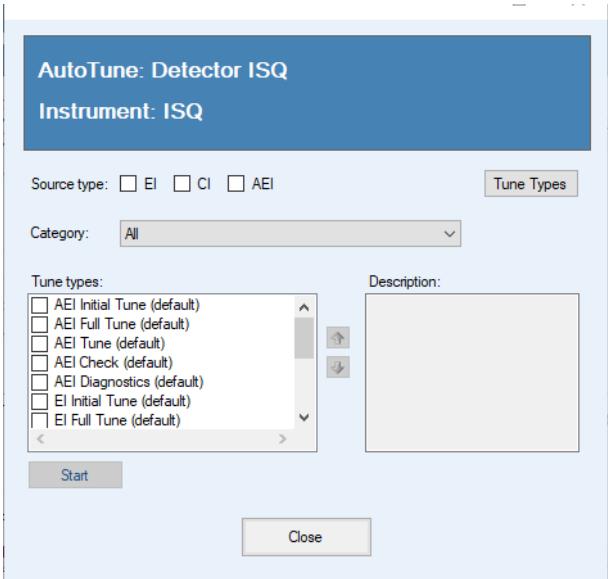 AutoTune: Detector ISQ
Instrument: ISQ
Source type: EI CI AEI Tune Types
Category: All
Tune types: Description:
AEI Initial Tune (default)
AEI Full Tune (default)
AEI Tune (default)
AEI Check (default)
AEI Diagnostics (default)
EI Initial Tune (default)
EI Full Tune (default)
Start
Close